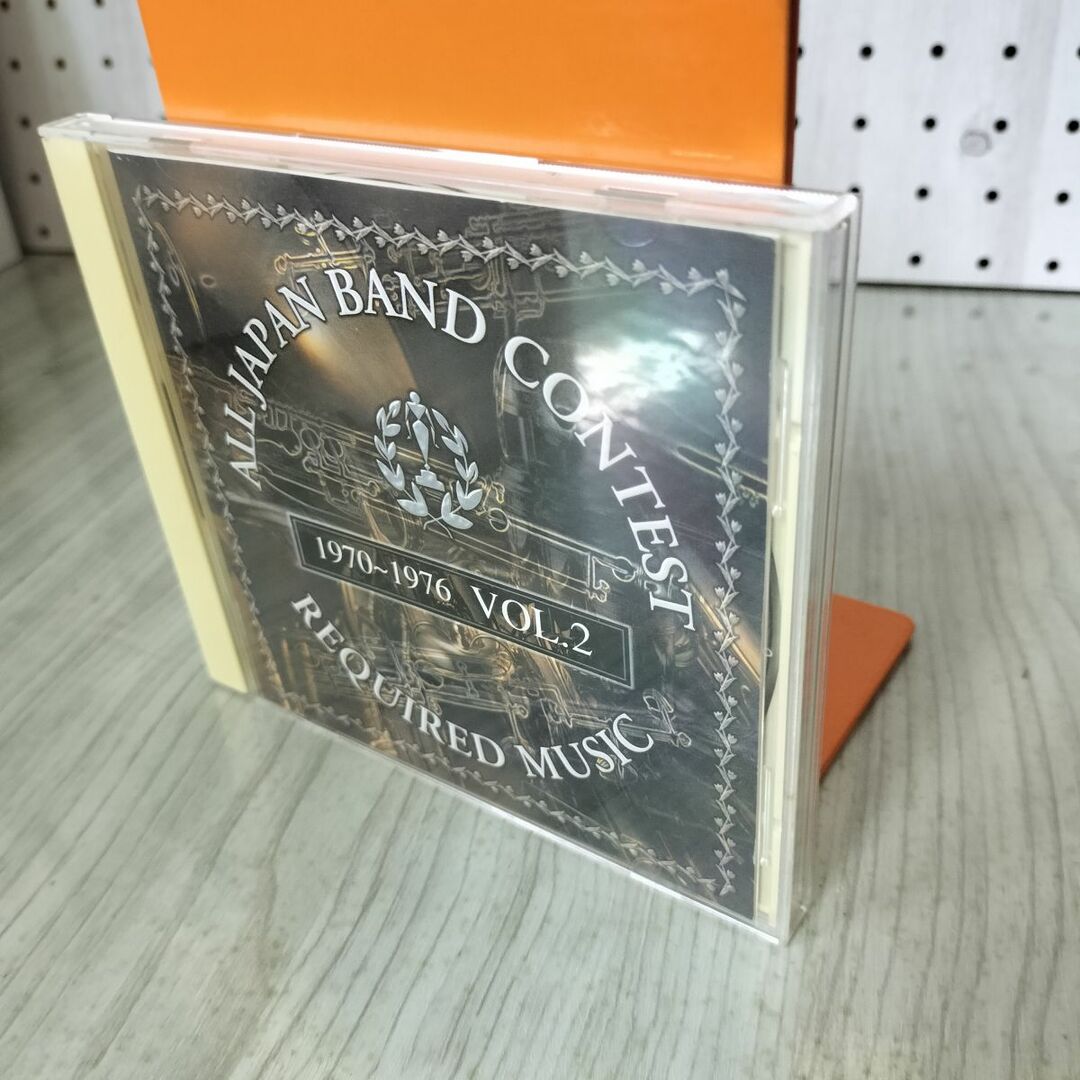 ALL JAPAN BAND CONTEST
1970~1976 VOL.2
REQUIRED MUSIC